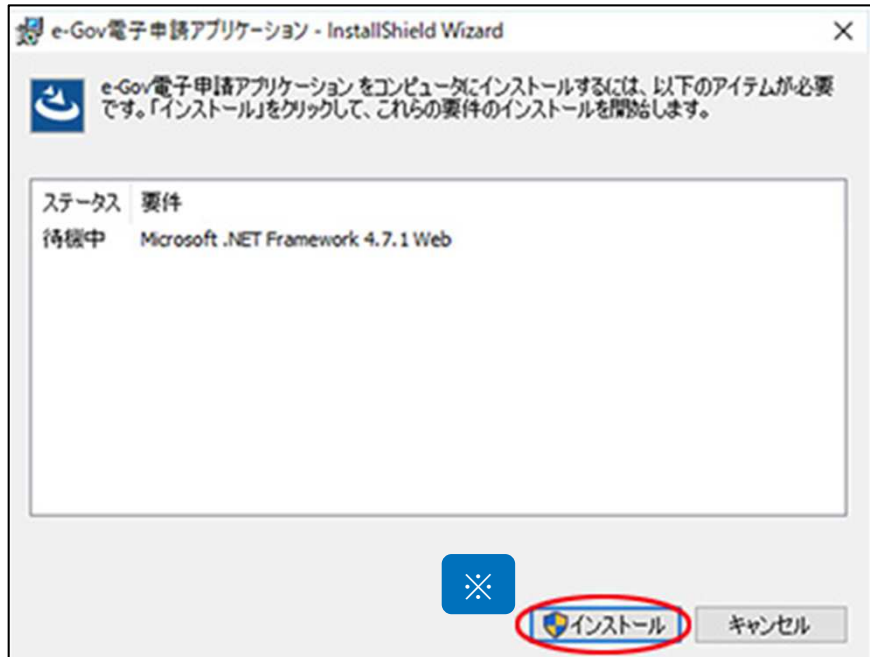 e-Gov電子申請アプリケーション - InstallShield Wizard
e-Gov電子申請アプリケーション をコンピュータにインストールするには、以下のアイテムが必要
です。「インストール」をクリックして、これらの要件のインストールを開始します。
ステータス 要件
待機中 Microsoft .NET Framework 4.7.1 Web
※
インストール キャンセル